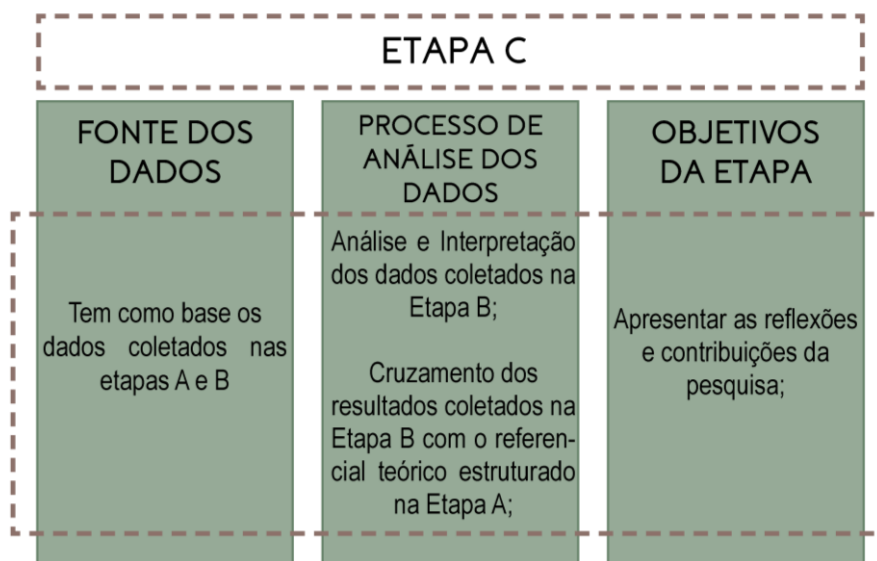 ETAPA C
FONTE DOS
DADOS
Tem como base os
dados coletados nas
etapas A e B
PROCESSO DE
ANÁLISE DOS
DADOS
Análise e Interpretação
dos dados coletados na
Etapa B;
Cruzamento dos
resultados coletados na
Etapa B com o referen-
cial teórico estruturado
na Etapa A;
OBJETIVOS
DA ETAPA
Apresentar as reflexões
e contribuições da
pesquisa;